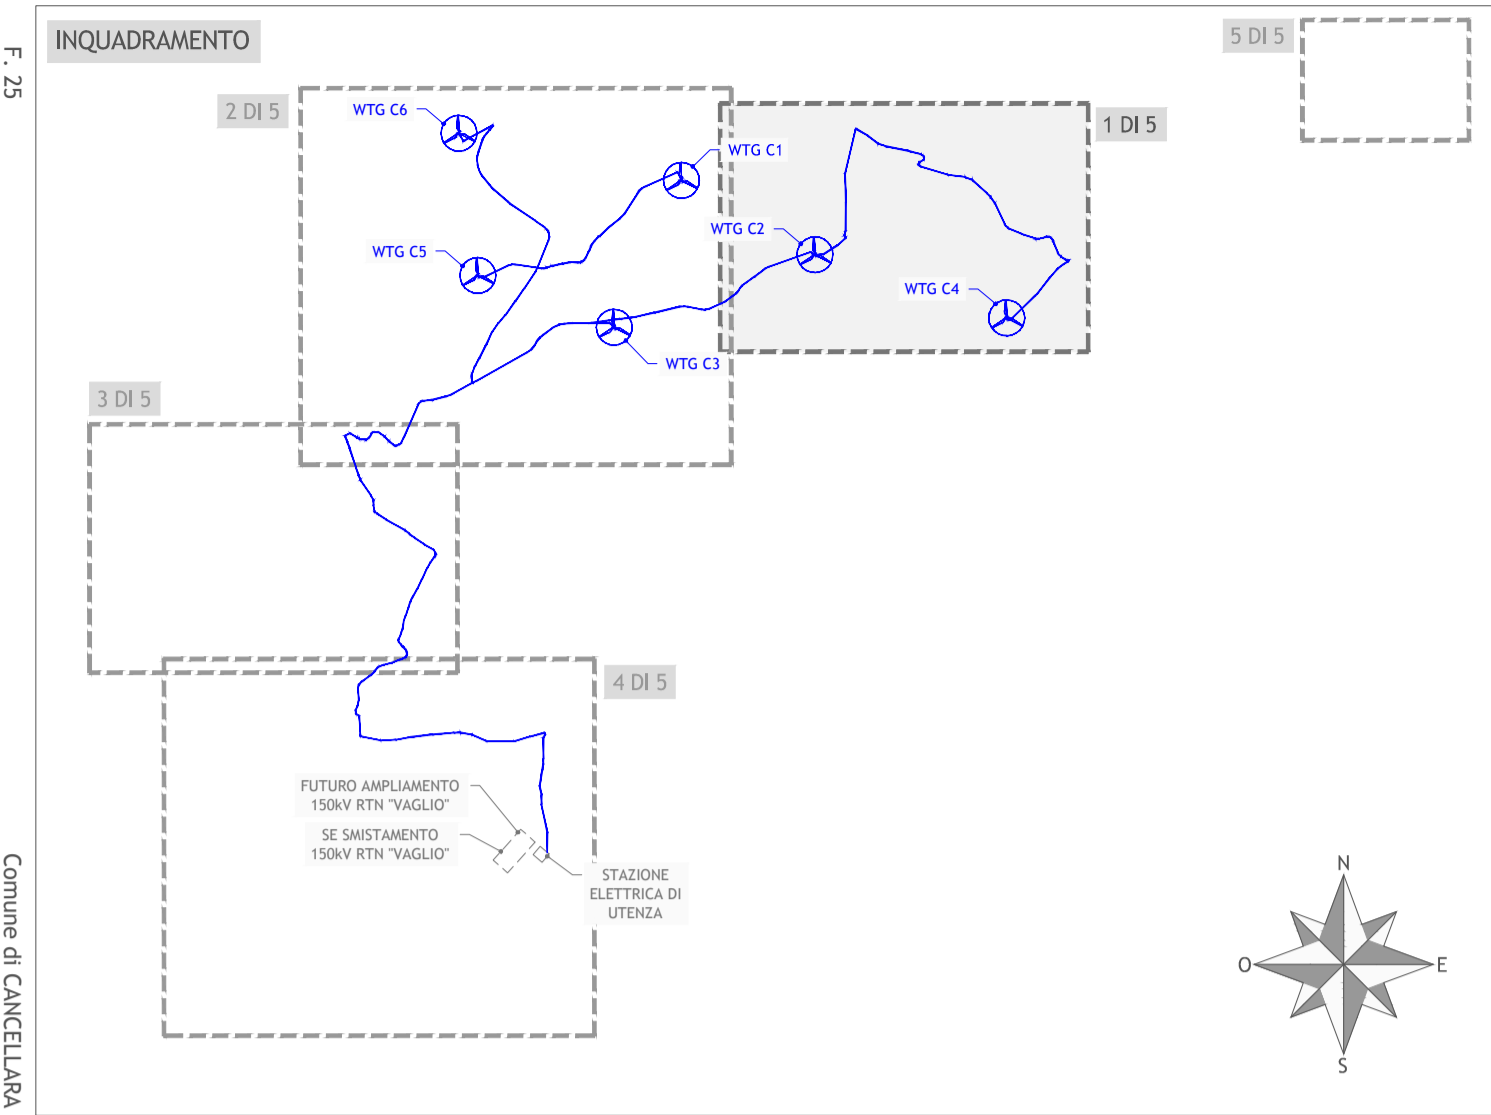 INQUADRAMENTO
5 DI 5
F. 25
2 DI 5
WTG C6
1 DI 5
WTG C1
WTG C2
WTG C5
WTG C4
WTG C3
3 DI 5
4 DI 5
FUTURO AMPLIAMENTO
150kV RTN "VAGLIO"
SE SMISTAMENTO
150kV RTN "VAGLIO"
STAZIONE
ELETTRICA DI
UTENZA
Comune di CANCELLARA
N
O
E
S